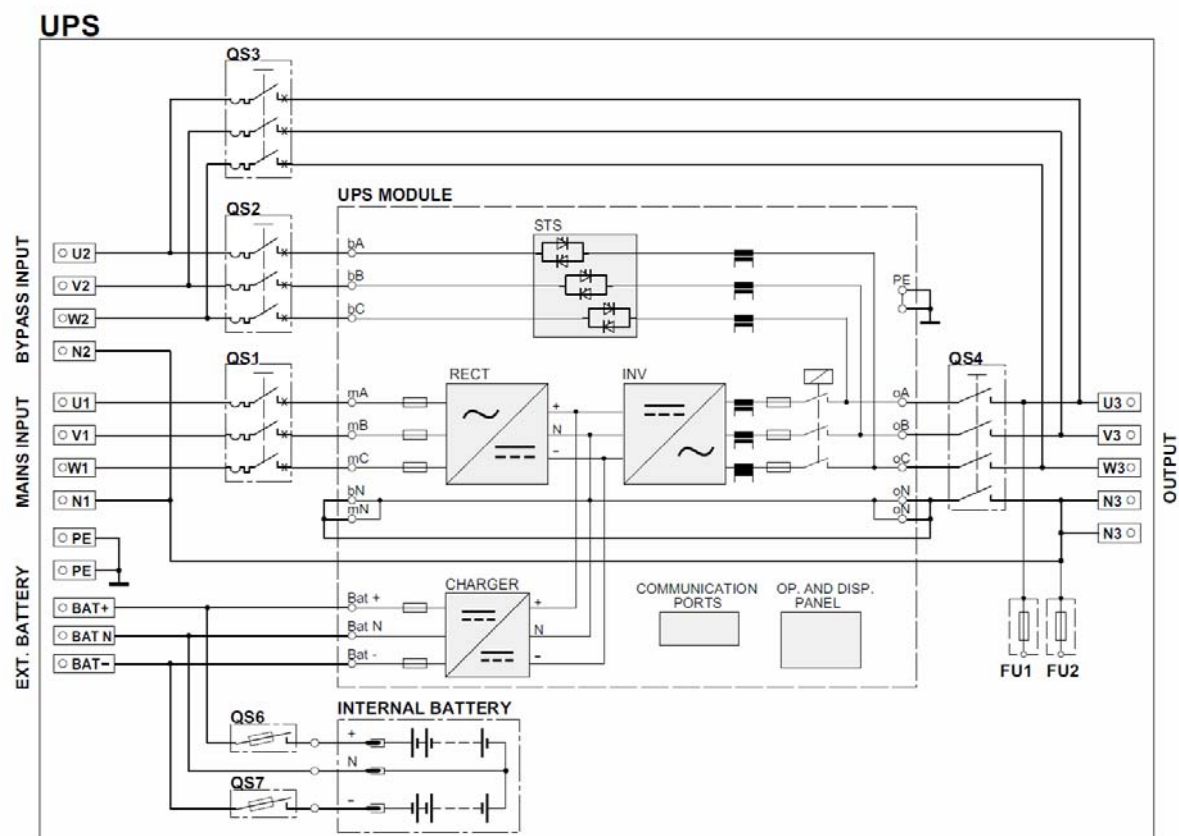 UPS
QS3
UPS MODULE
QS2
STS
bA
bB
bC
PE
BYPASS INPUT
U2
V2
W2
N2
QS1
RECT
INV
QS4
mA
mB
mC
+
N
-
oA
oB
oC
MAINS INPUT
U1
V1
W1
N1
bN
mN
oN
oN
U3
V3
W3
N3
N3
OUTPUT
PE
PE
EXT. BATTERY
BAT+
BAT N
BAT-
CHARGER
Bat +
Bat N
Bat -
+
N
-
COMMUNICATION
PORTS
OP. AND DISP.
PANEL
FU1
FU2
INTERNAL BATTERY
QS6
+
N
QS7
-